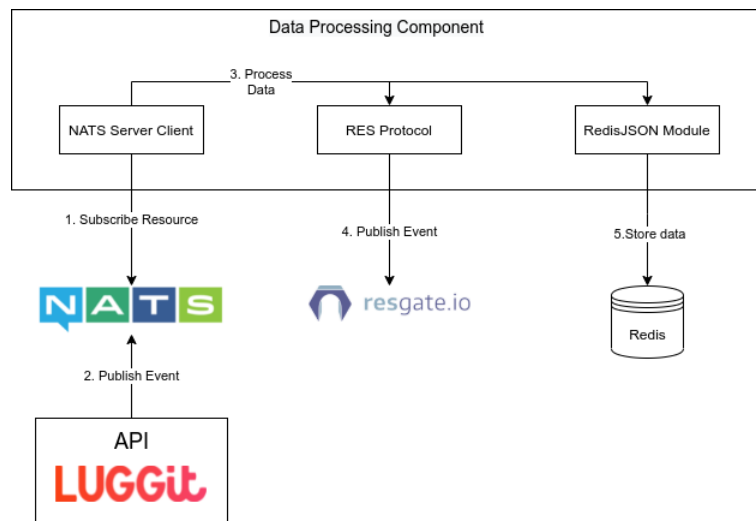 Data Processing Component
3. Process
Data
NATS Server Client
RES Protocol
RedisJSON Module
1. Subscribe Resource
4. Publish Event
5.Store data
NATS
resgate.io
Redis
2. Publish Event
API
LUGGit